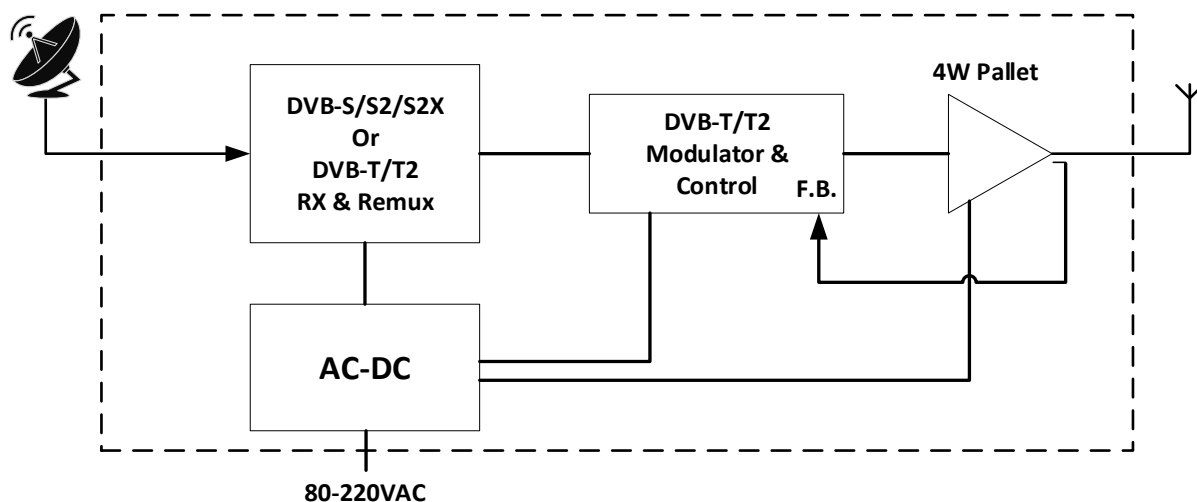 4W Pallet
DVB-S/S2/S2X
Or
DVB-T/T2
RX & Remux
DVB-T/T2
Modulator &
Control
F.B.
AC-DC
80-220VAC